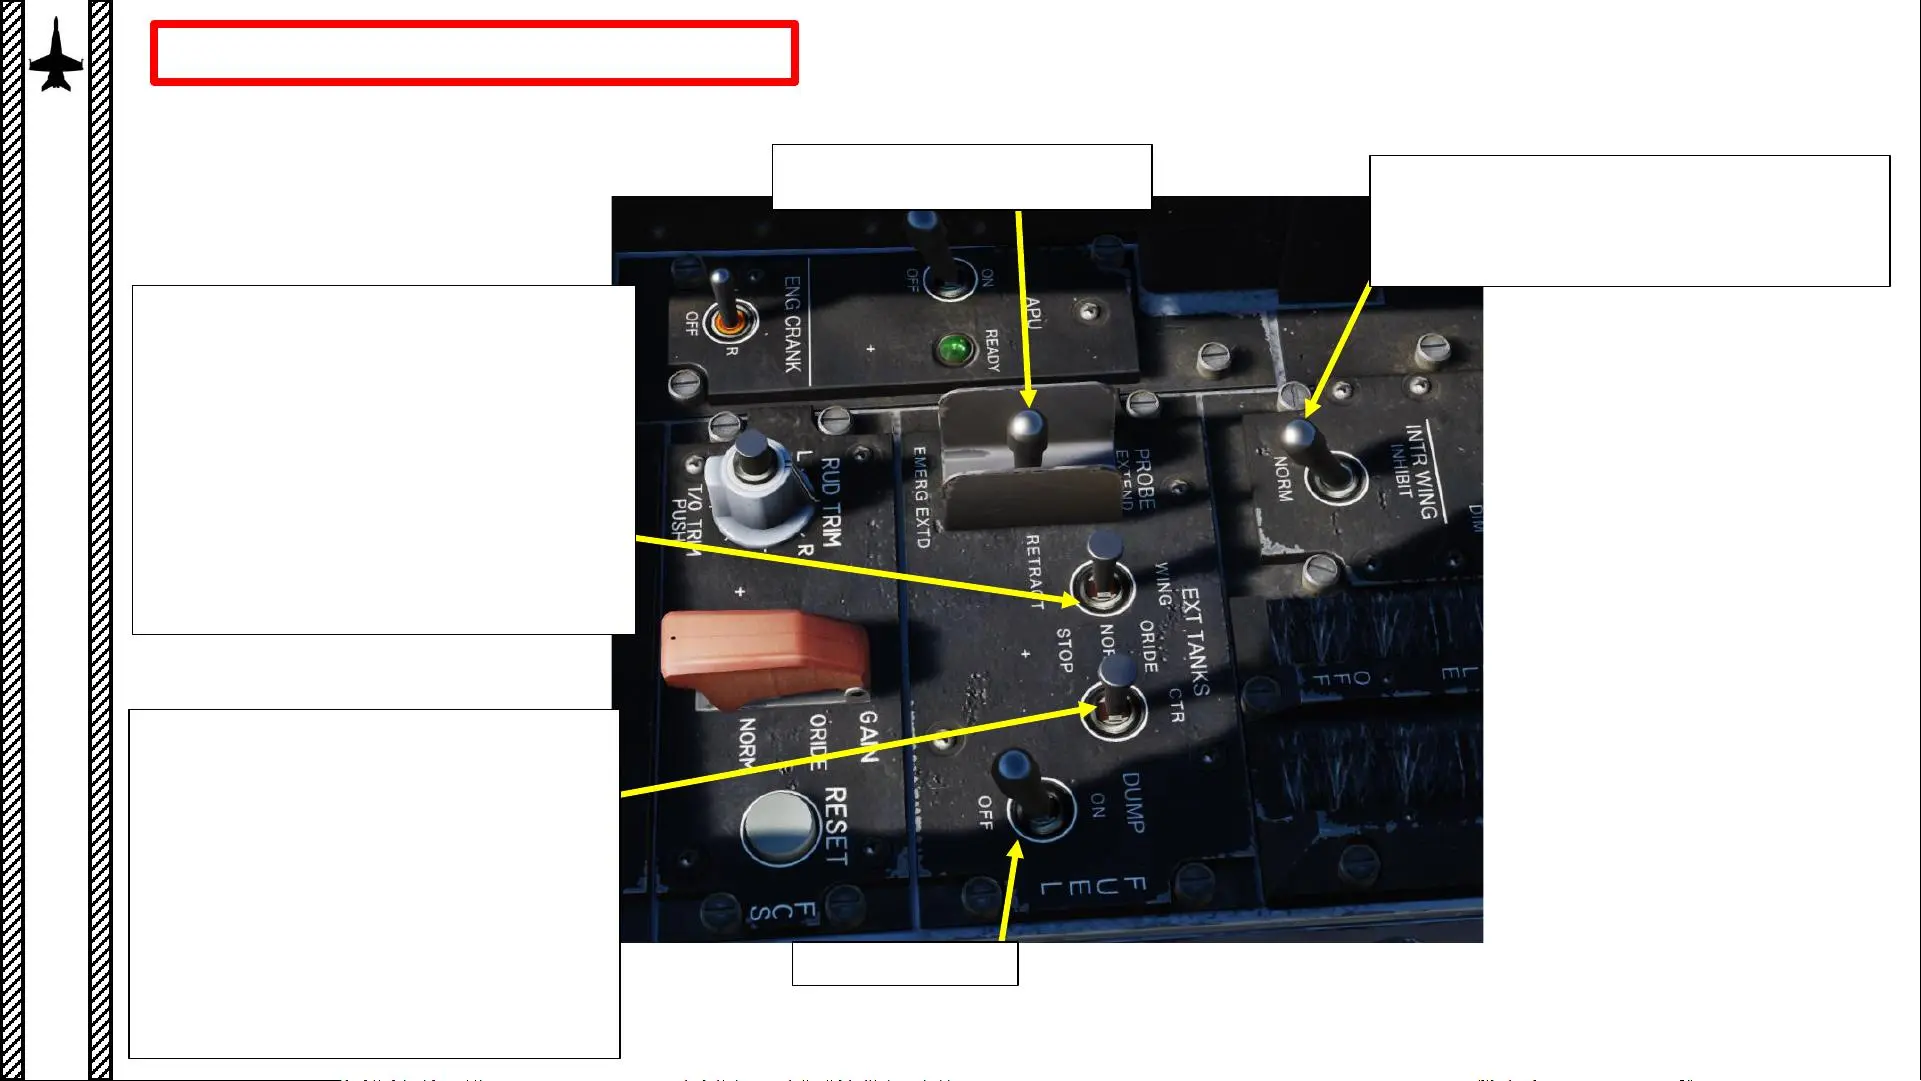 ENG CRANK
OFF
R
OFF
ON
APU
READY
RUD TRIM
L
R
T/O TRIM
PUSH
EMERG EXTD
PROBE
EXTEND
RETRACT
INTR WING
INHIBIT
NORM
WING
EXT TANKS
ORIDE
STOP
CTR
GAIN
ORIDE
NORM
RESET
FCS
DUMP
ON
OFF
FUEL
OFF